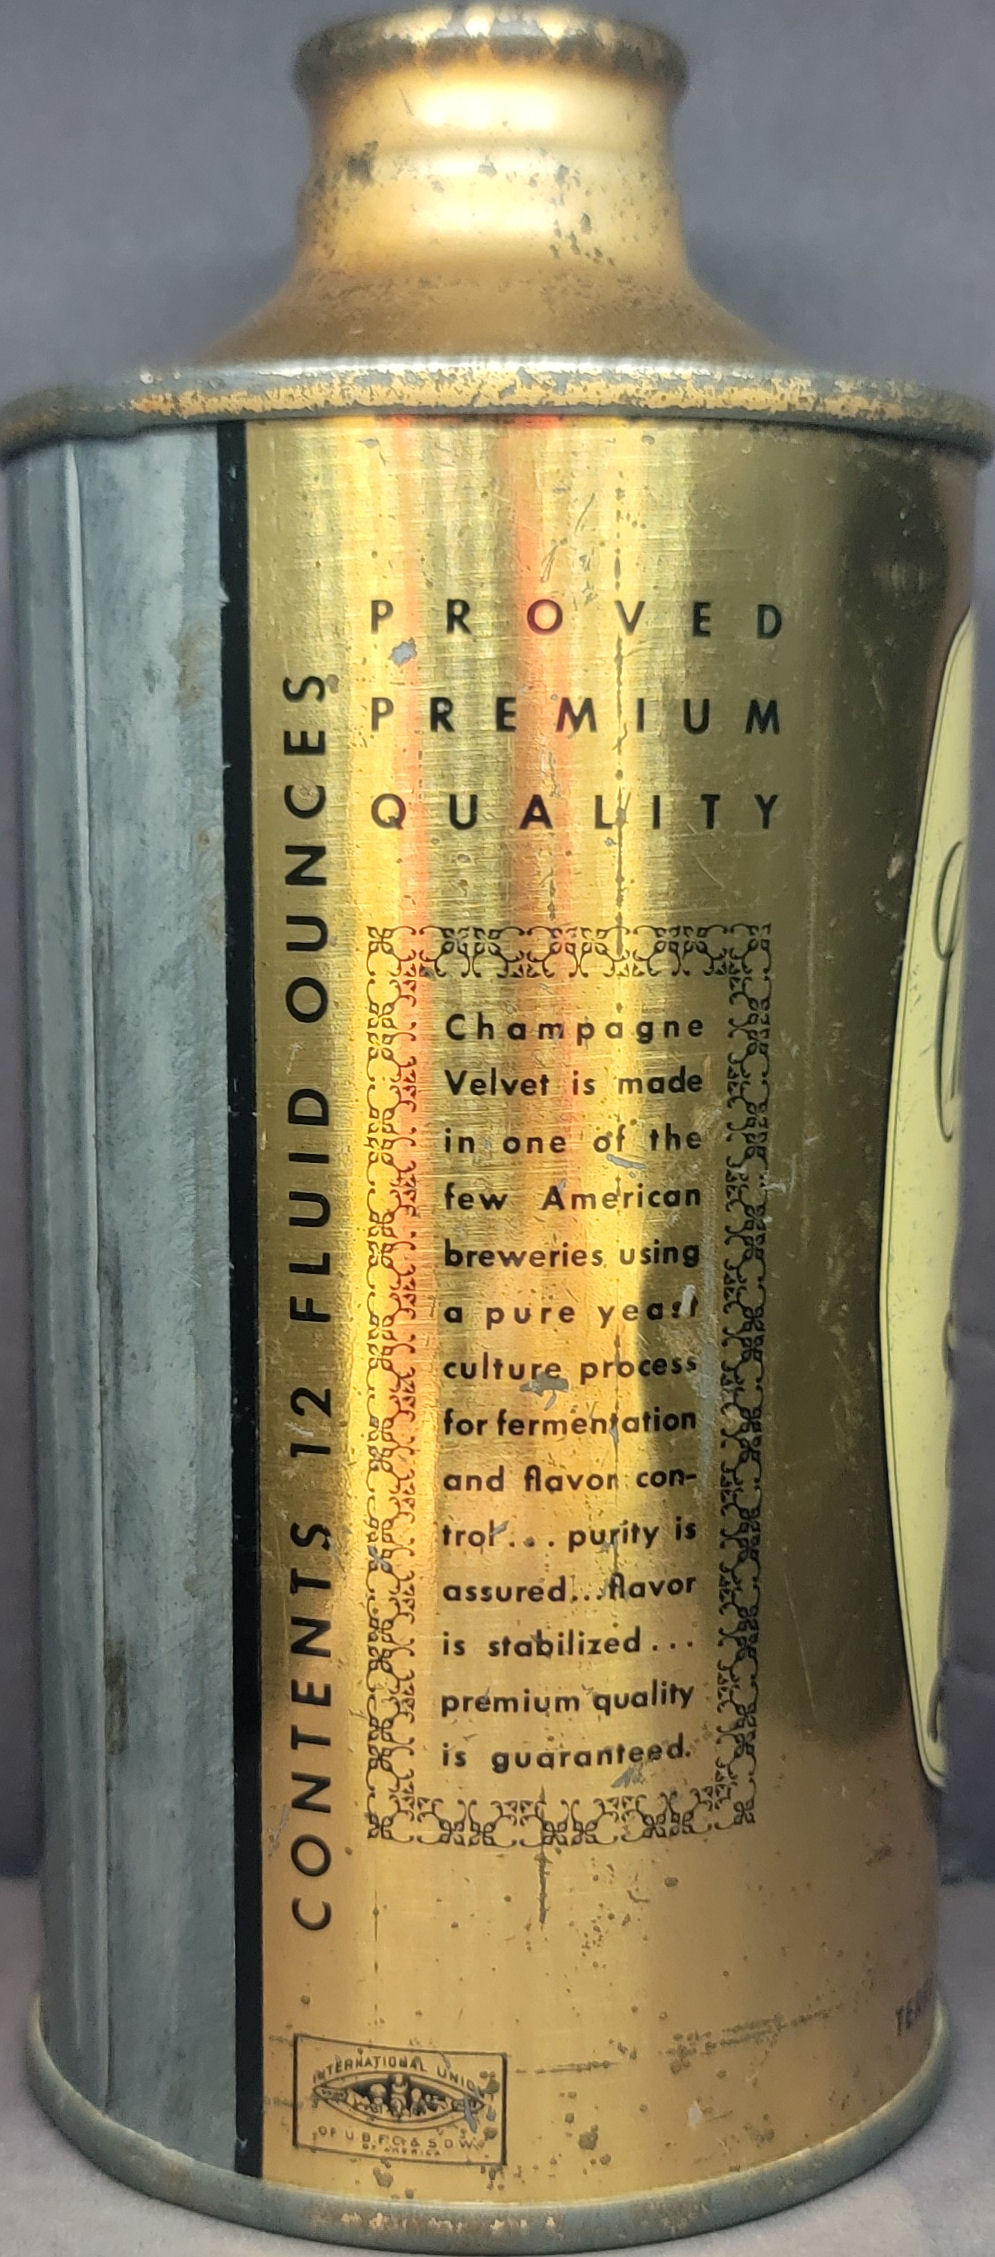 CONTENTS 12 FLUID OUNCES
PROVED
PREMIUM
QUALITY
Champagne
Velvet is made
in one of the
few American
breweries using
a pure yeast
culture process
for fermentation
and flavor con-
trol... purity is
assured...flavor
is stabilized...
premium quality
is guaranteed.
INTERNATIONAL UNION
OF U.B.F.C. & S.D.W.
OF AMERICA